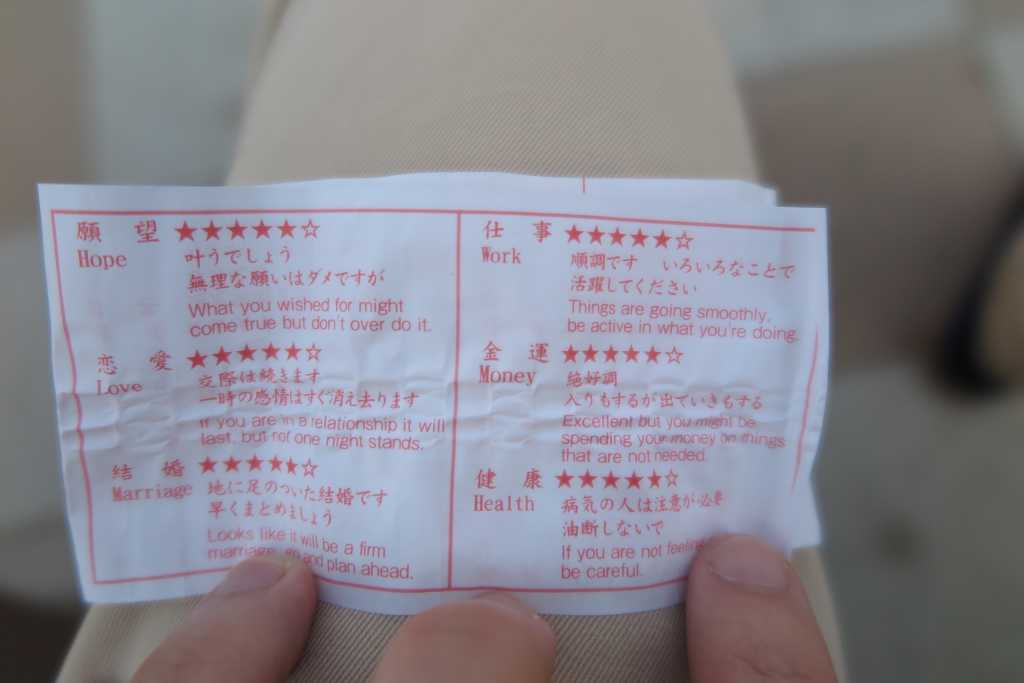 願 望 ★★★★★☆
Hope
叶うでしょう
無理な願いはダメですが
What you wished for might
come true but don't over do it.
恋 愛 ★★★★★☆
Love
交際は続きます
一時の感情はすぐ消え去ります
If you are in a relationship it will
last, but not one night stands.
結 婚 ★★★★★☆
Marriage
地に足のついた結婚です
早くまとめましょう
Looks like it will be a firm
marriage, and plan ahead.
仕 事 ★★★★★☆
Work
順調です いろいろなことで
活躍してください
Things are going smoothly,
be active in what you're doing.
金 運 ★★★★★☆
Money
絶好調
入りもするが出ていきもする
Excellent but you might be
spending your money on things
that are not needed.
健 康 ★★★★★☆
Health
病気の人は注意が必要
油断しないで
If you are not feeling
be careful.